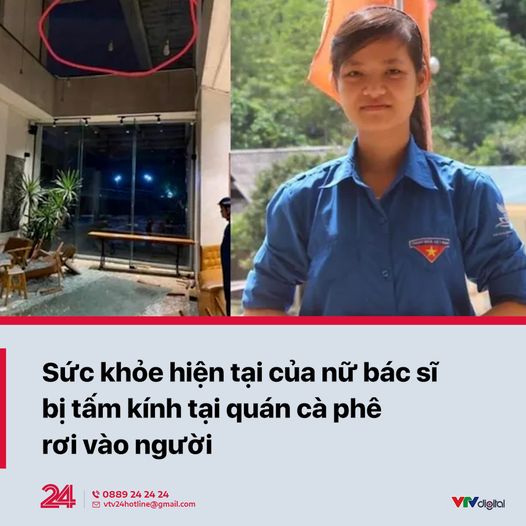 Sức khỏe hiện tại của nữ bác sĩ
bị tấm kính tại quán cà phê
rơi vào người
24
0889 24 24 24
vtv24hotline@gmail.com
VTVdigital